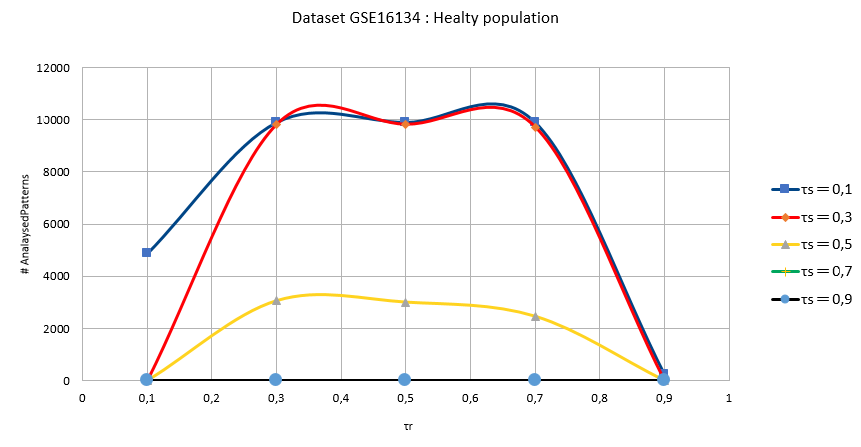 Dataset GSE16134 : Healty population
12000
10000
8000
6000
4000
2000
0
# AnalaysedPatterns
0 0,1 0,2 0,3 0,4 0,5 0,6 0,7 0,8 0,9 1
τr
τs = 0,1
τs = 0,3
τs = 0,5
τs = 0,7
τs = 0,9